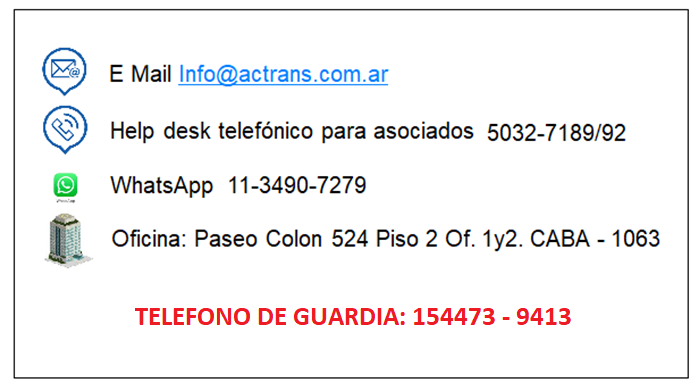 E Mail Info@actrans.com.ar
Help desk telefónico para asociados 5032-7189/92
WhatsApp 11-3490-7279
Oficina: Paseo Colon 524 Piso 2 Of. 1y2. CABA - 1063
TELEFONO DE GUARDIA: 154473 - 9413